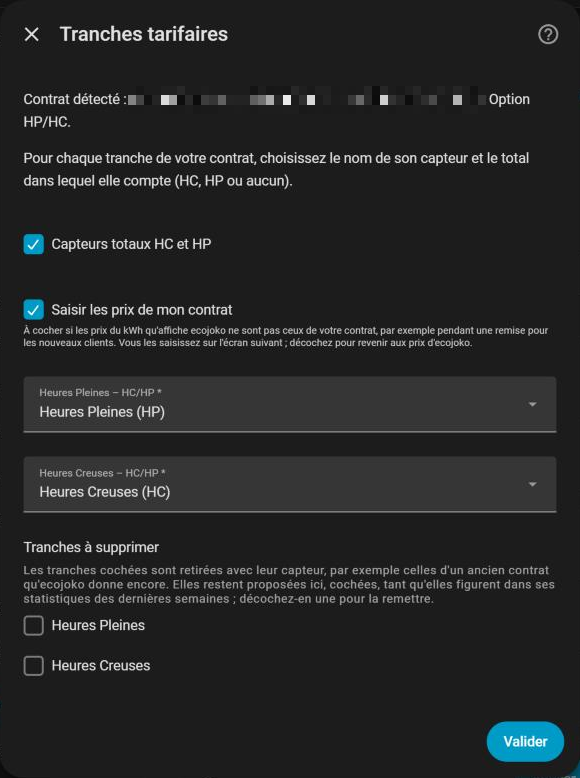 Tranches tarifaires
Contrat détecté : Option
HP/HC.
Pour chaque tranche de votre contrat, choisissez le nom de son capteur et le total
dans lequel elle compte (HC, HP ou aucun).
Capteurs totaux HC et HP
Saisir les prix de mon contrat
À cocher si les prix du kWh qu'affiche ecojoko ne sont pas ceux de votre contrat, par exemple pendant une remise pour
les nouveaux clients. Vous les saisissez sur l'écran suivant ; décochez pour revenir aux prix d'ecojoko.
Heures Pleines – HC/HP *
Heures Pleines (HP)
Heures Creuses – HC/HP *
Heures Creuses (HC)
Tranches à supprimer
Les tranches cochées sont retirées avec leur capteur, par exemple celles d'un ancien contrat
qu'ecojoko donne encore. Elles restent proposées ici, cochées, tant qu'elles figurent dans ses
statistiques des dernières semaines ; décochez-en une pour la remettre.
Heures Pleines
Heures Creuses
Valider